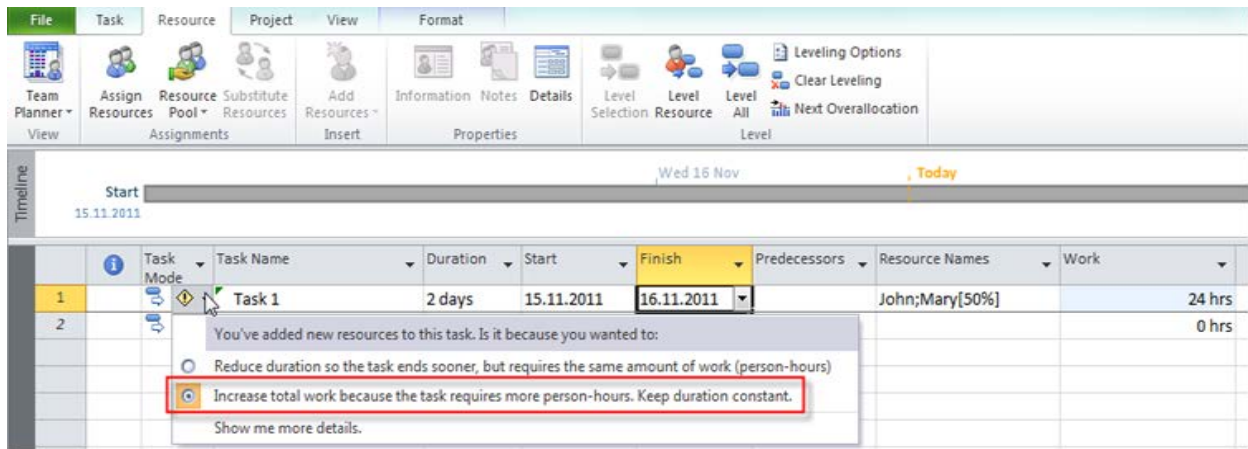 File Task Resource Project View Format
Team Planner
Assign Resources
Resource Pool
Substitute Resources
Add Resources
Information
Notes
Details
Level Selection
Level Resource
Level All
Leveling Options
Clear Leveling
Next Overallocation
View Assignments Insert Properties Level
Timeline
Wed 16 Nov
Today
Start
15.11.2011
Task Mode Task Name Duration Start Finish Predecessors Resource Names Work
1 Task 1 2 days 15.11.2011 16.11.2011 John;Mary[50%] 24 hrs
2 0 hrs
You've added new resources to this task. Is it because you wanted to:
Reduce duration so the task ends sooner, but requires the same amount of work (person-hours)
Increase total work because the task requires more person-hours. Keep duration constant.
Show me more details.